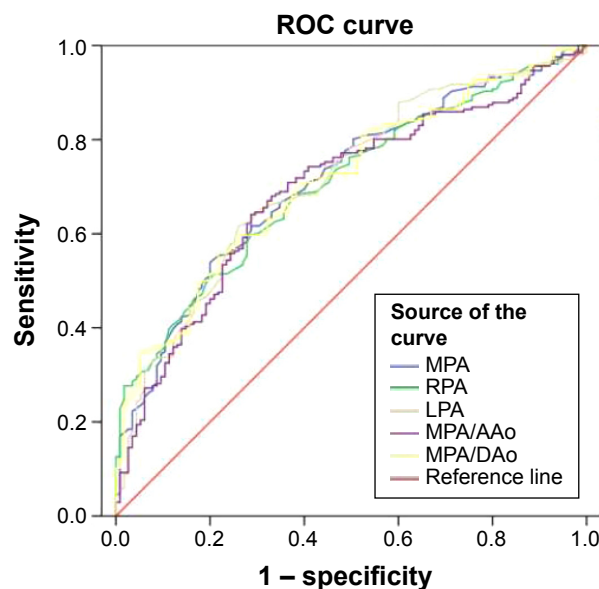 ROC curve
1.0
0.8
0.6
0.4
0.2
0.0
Sensitivity
Source of the
curve
MPA
RPA
LPA
MPA/AAo
MPA/DAo
Reference line
0.0 0.2 0.4 0.6 0.8 1.0
1 – specificity